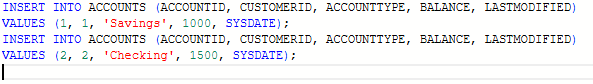 INSERT INTO ACCOUNTS (ACCOUNTID, CUSTOMERID, ACCOUNTTYPE, BALANCE, LASTMODIFIED)
VALUES (1, 1, 'Savings', 1000, SYSDATE);
INSERT INTO ACCOUNTS (ACCOUNTID, CUSTOMERID, ACCOUNTTYPE, BALANCE, LASTMODIFIED)
VALUES (2, 2, 'Checking', 1500, SYSDATE);